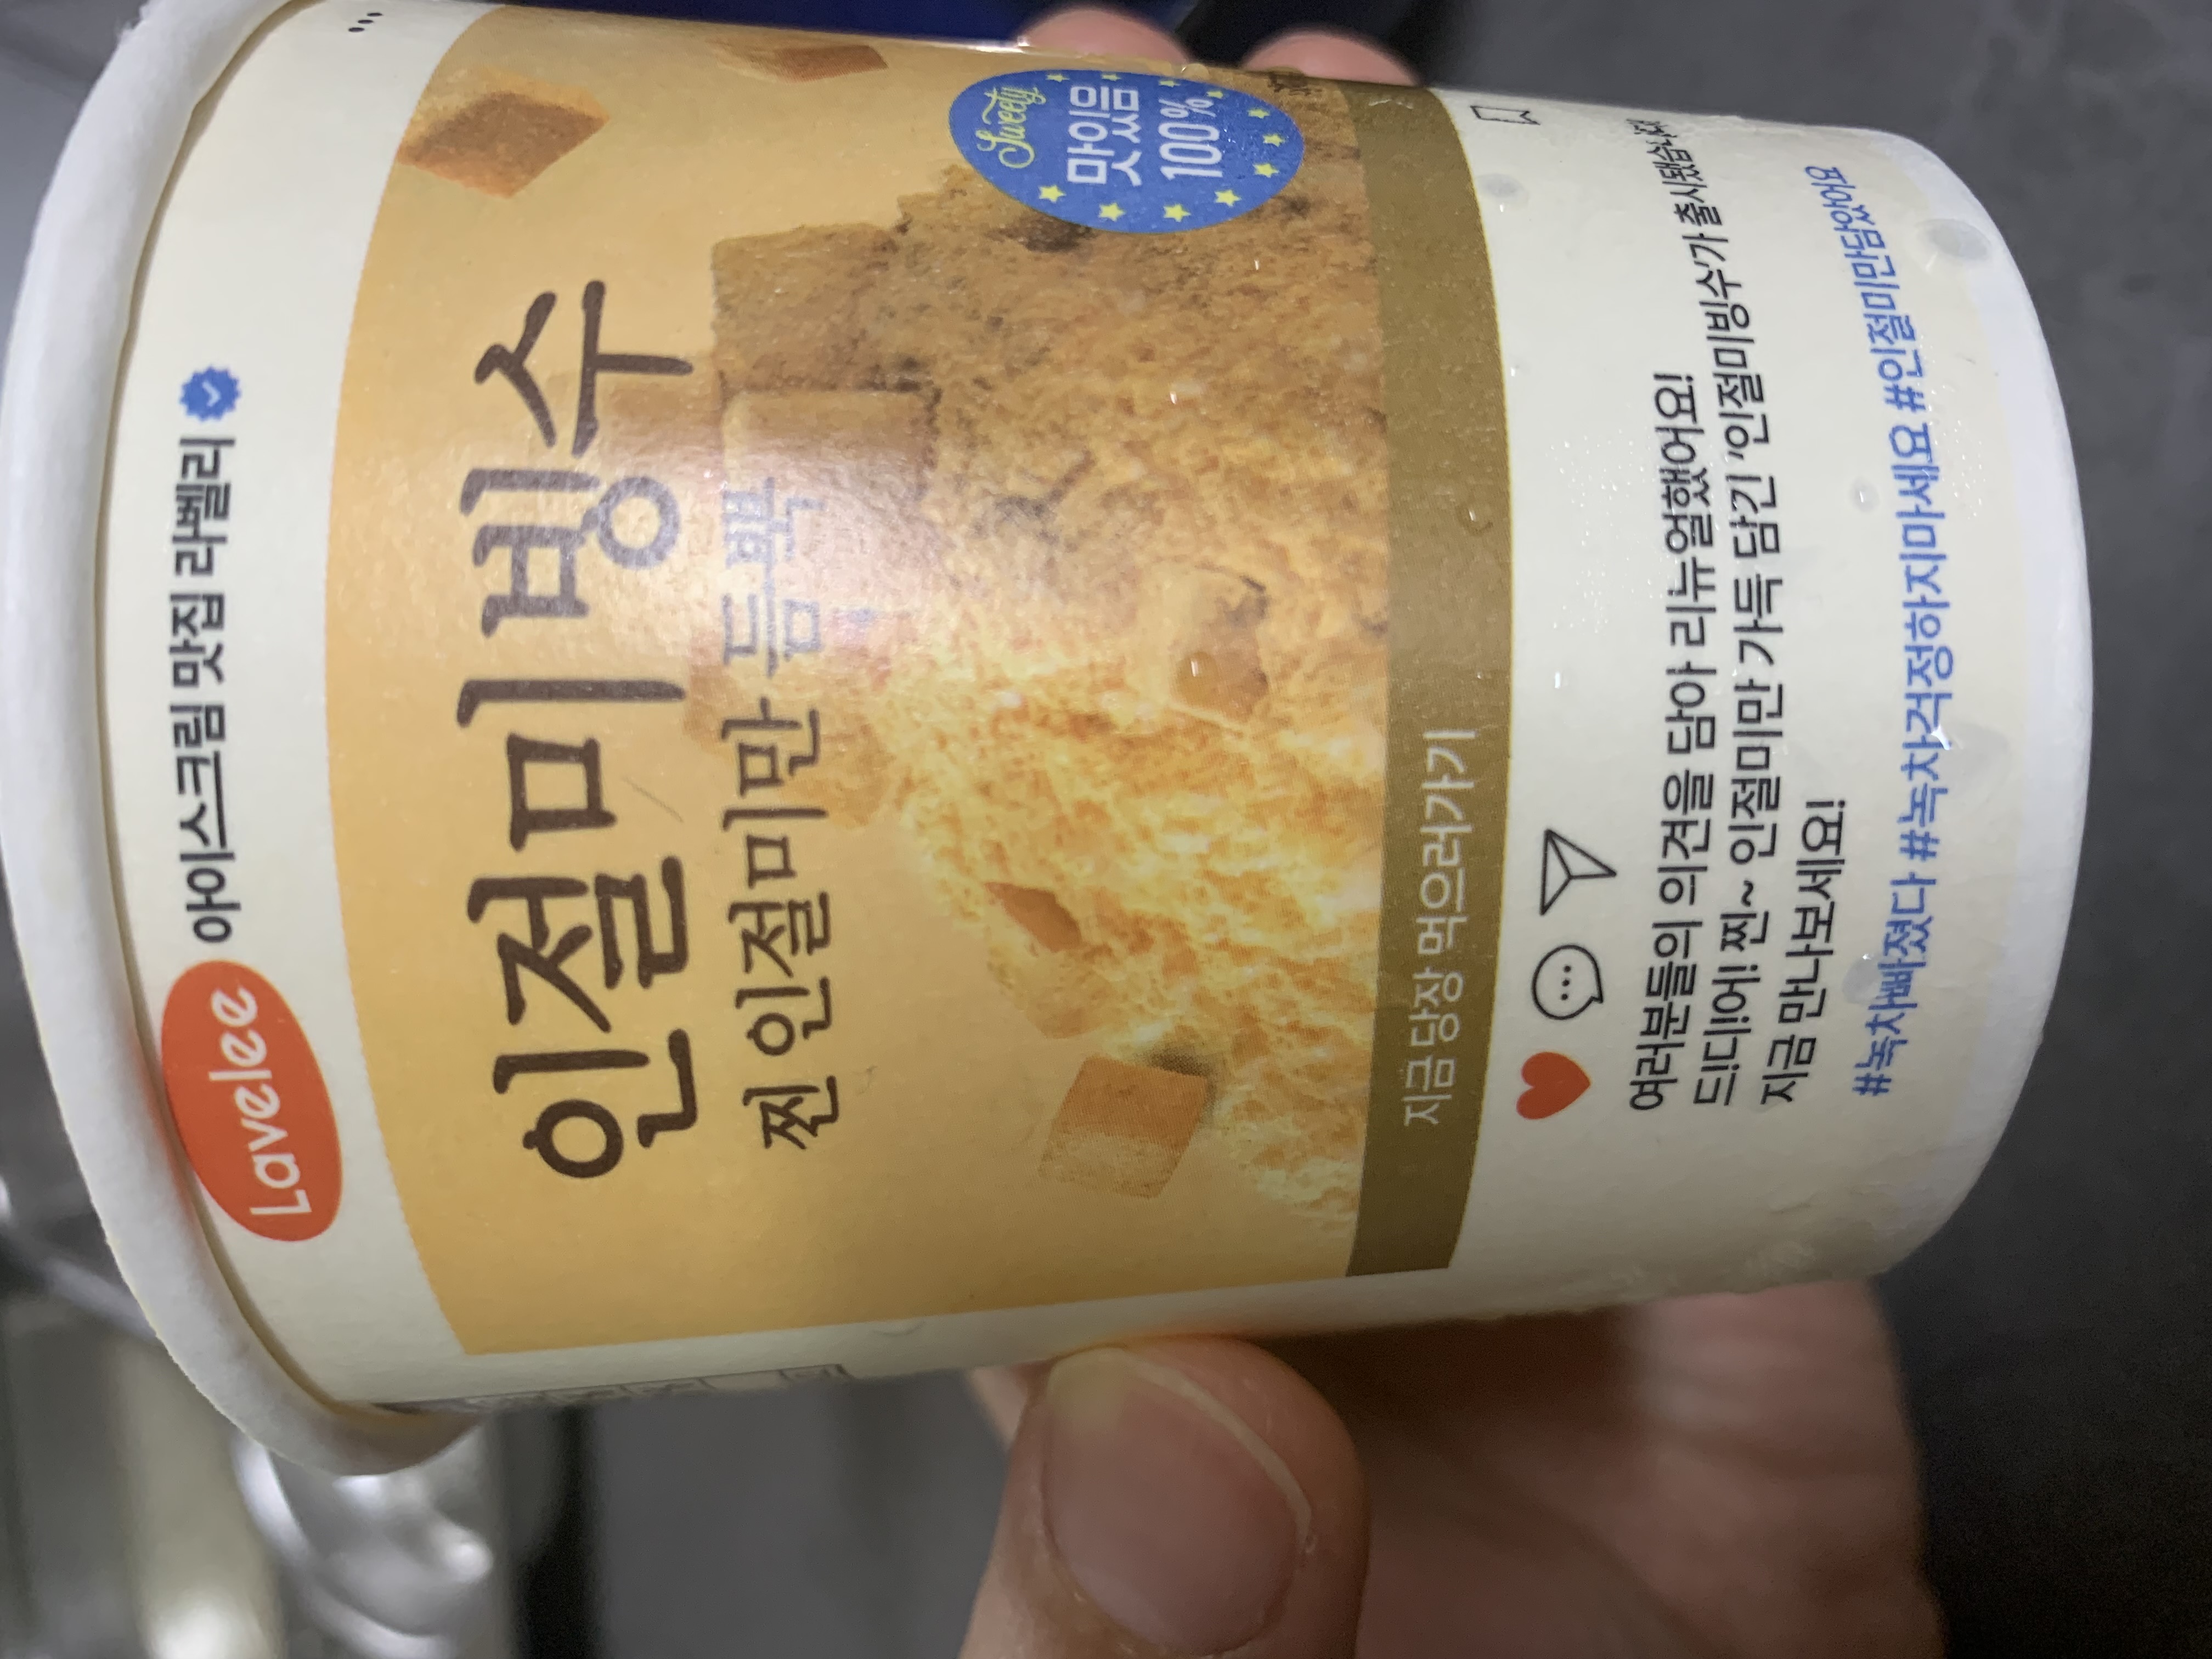 Lavelee 아이스크림 맛집 라벨리
인절미 빙수
찐 인절미만 듬뿍
Sweety
맛있음
100%
지금 당장 먹으러가기
여러분들의 의견을 담아 리뉴얼했어요!
드!디!어! 찐~ 인절미만 가득 담긴 '인절미빙수'가 출시됐습니다!
지금 만나보세요!
#녹차빠졌다 #녹차걱정하지마세요 #인절미만담았어요